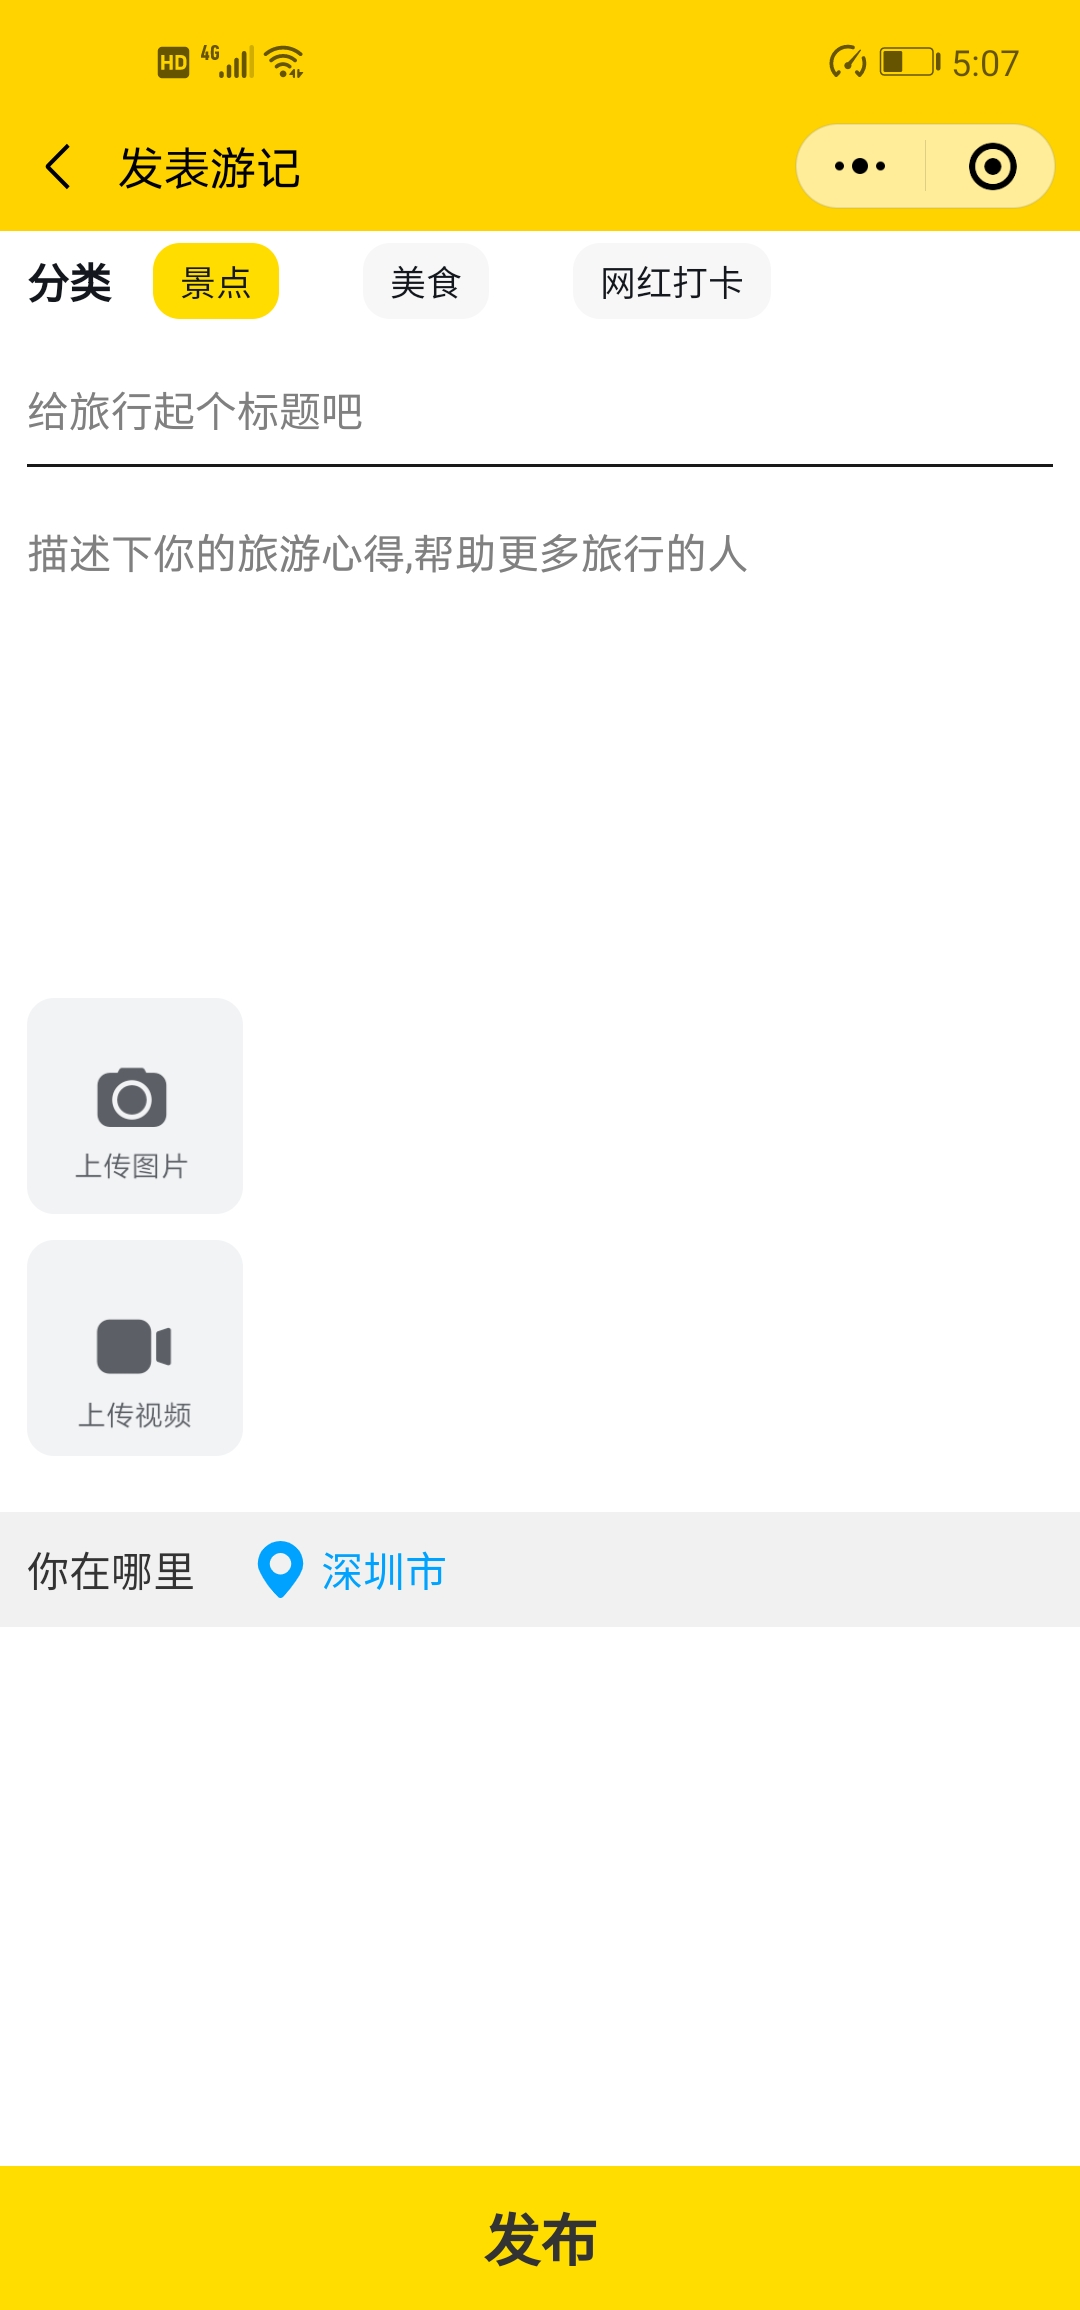 HD 4G 5:07
发表游记
分类 景点 美食 网红打卡
给旅行起个标题吧
描述下你的旅游心得,帮助更多旅行的人
上传图片
上传视频
你在哪里 深圳市
发布